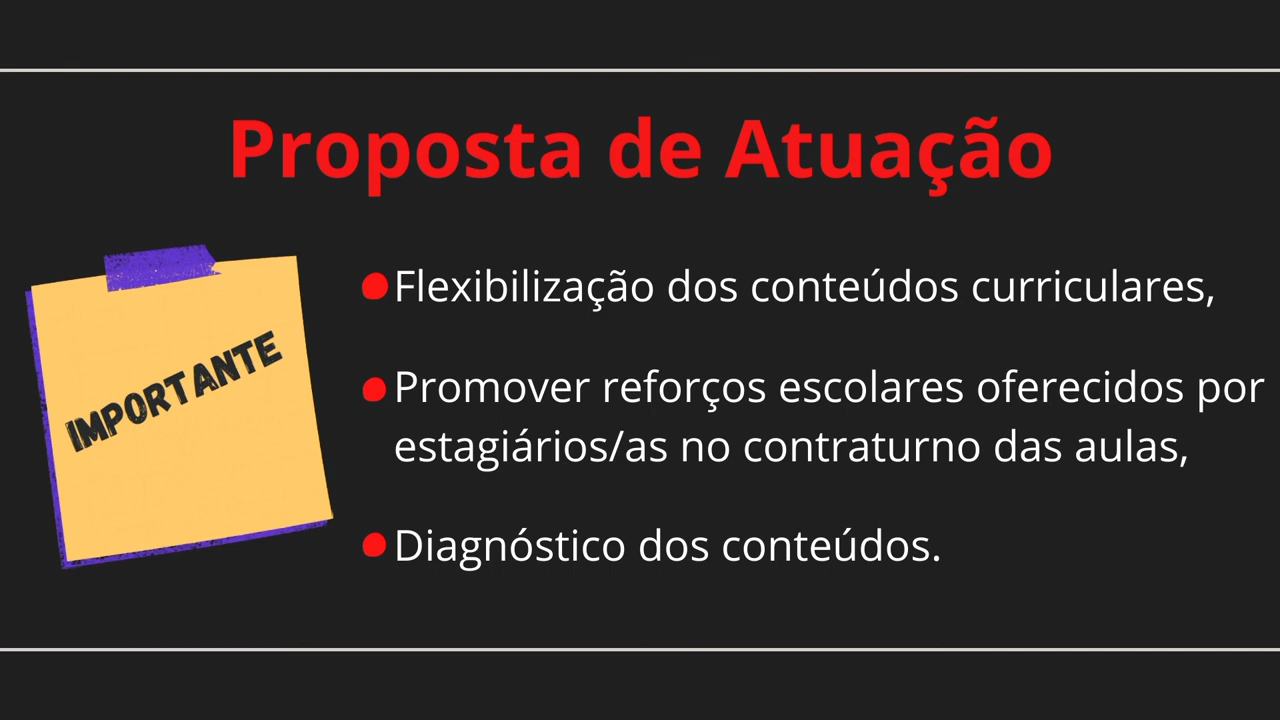 Proposta de Atuação
IMPORTANTE
Flexibilização dos conteúdos curriculares,
Promover reforços escolares oferecidos por
estagiários/as no contraturno das aulas,
Diagnóstico dos conteúdos.